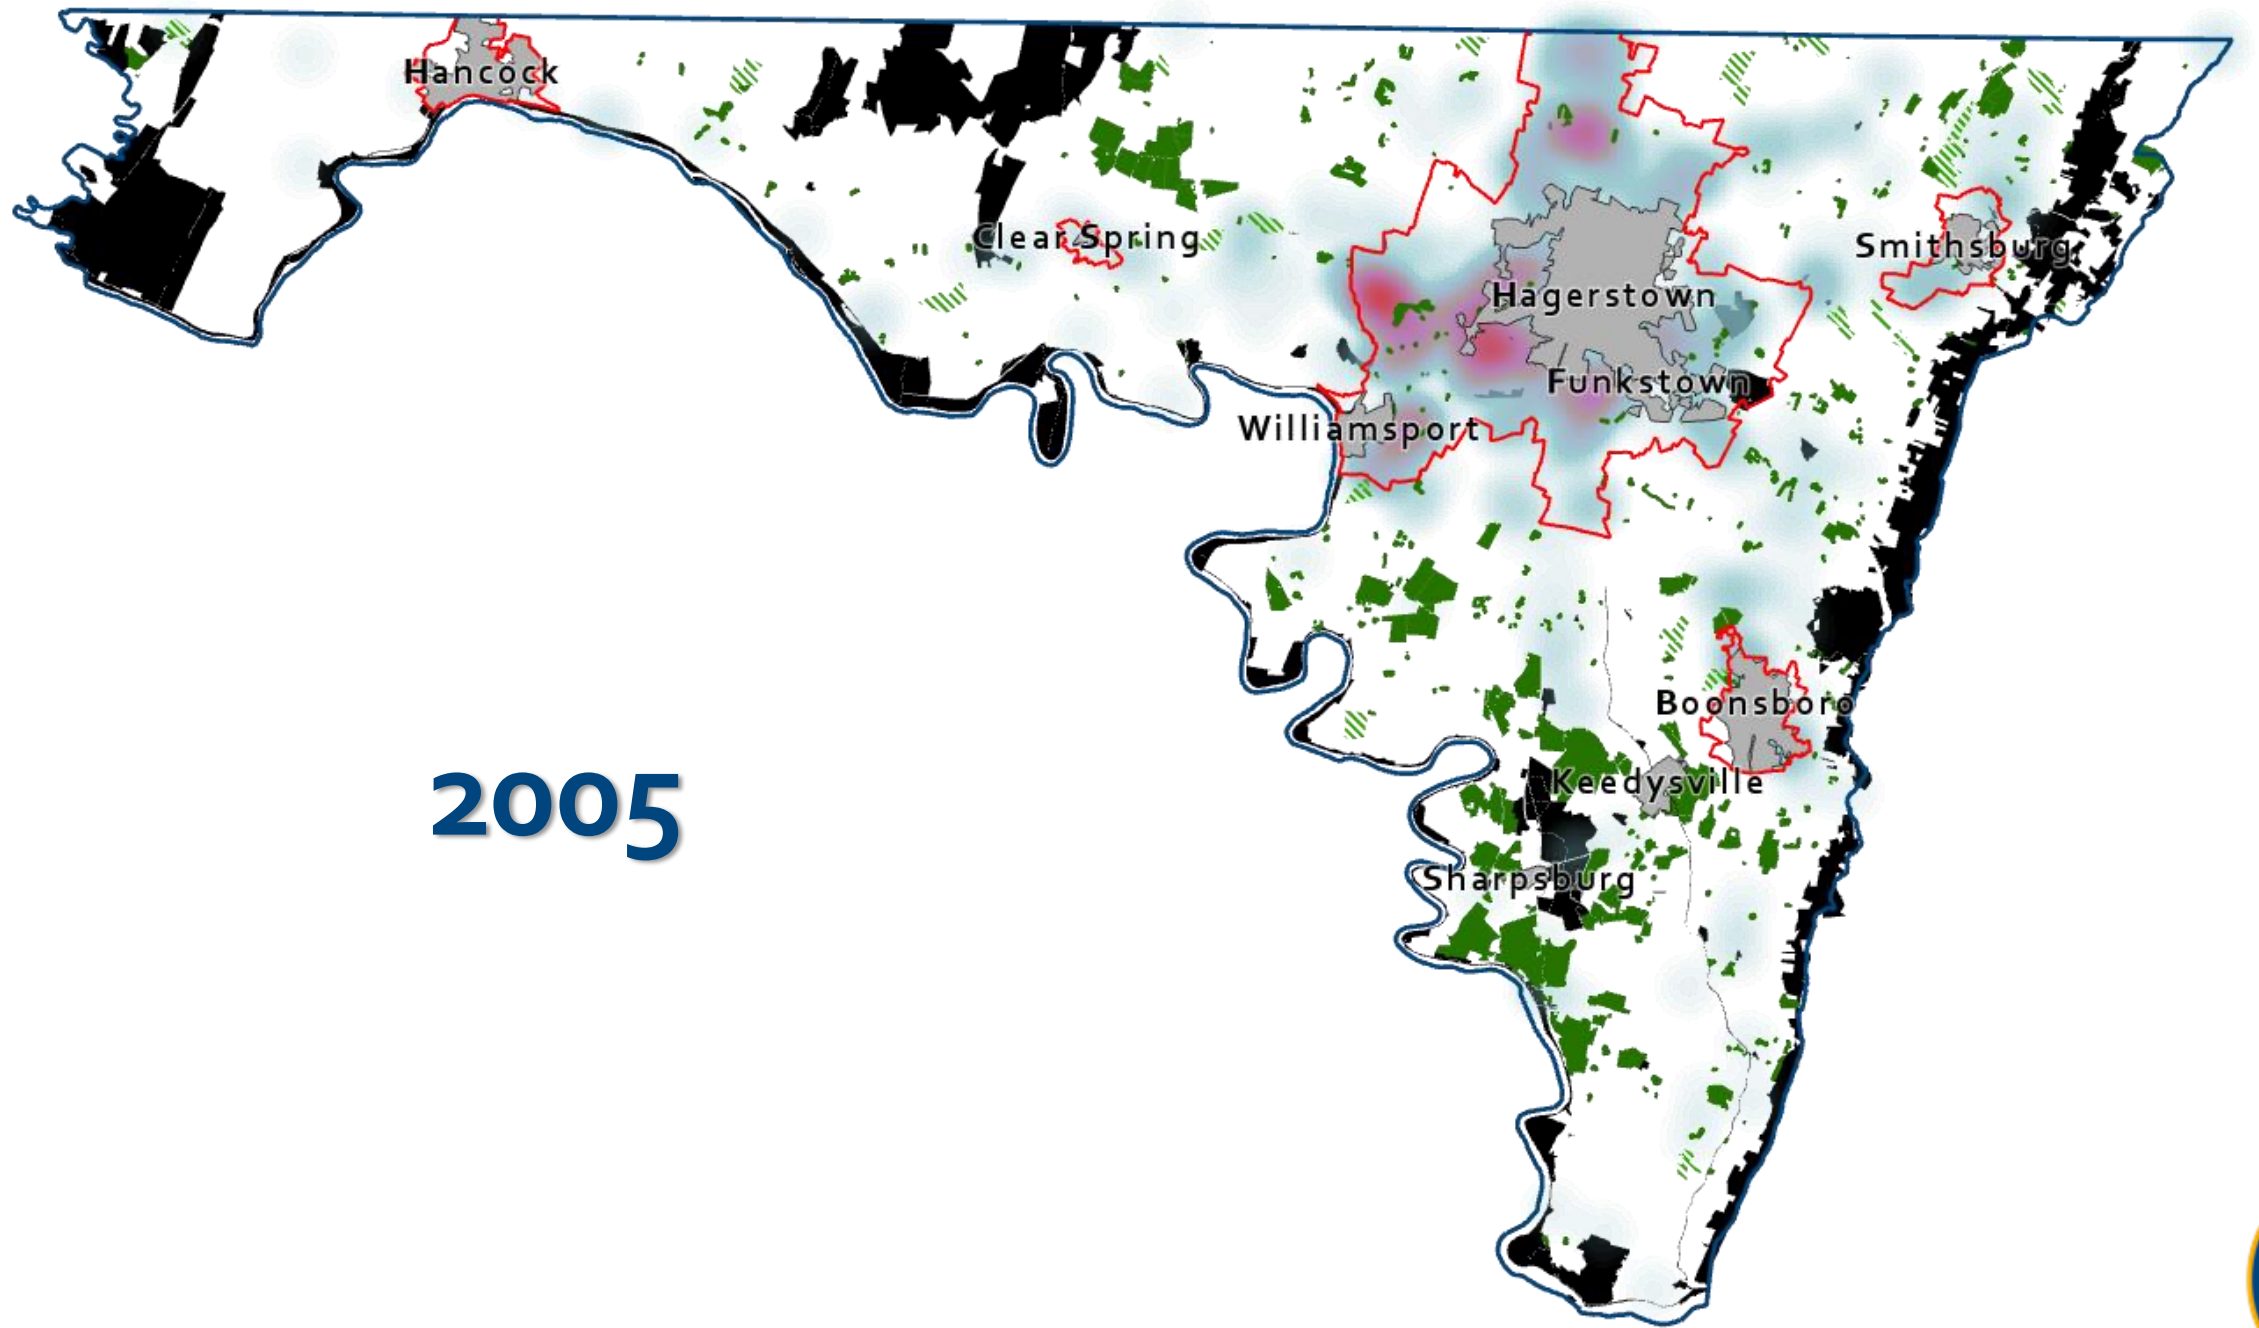 Hancock
Clear Spring
Smithsburg
Hagerstown
Funkstown
Williamsport
Boonsboro
Keedysville
2005
Sharpsburg